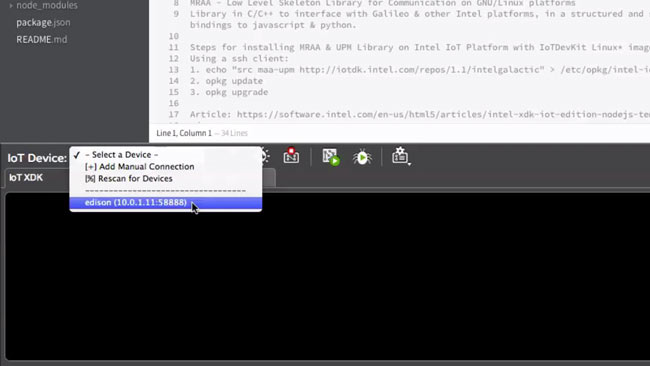 node_modules
package.json
README.md
8 MRAA - Low Level Skeleton Library for Communication on GNU/Linux platforms
9 Library in C/C++ to interface with Galileo & other Intel platforms, in a structured and
bindings to javascript & python.
10
11 Steps for installing MRAA & UPM Library on Intel IoT Platform with IoTDevKit Linux* imag
12 Using a ssh client:
13 1. echo "src maa-upm http://iotdk.intel.com/repos/1.1/intelgalactic" > /etc/opkg/intel-io
14 2. opkg update
15 3. opkg upgrade
16
17 Article: https://software.intel.com/en-us/html5/articles/intel-xdk-iot-edition-nodejs-te
Line 1, Column 1 — 34 Lines
IoT Device: ✓ - Select a Device -
[+] Add Manual Connection
[%] Rescan for Devices
----------------------------------
edison (10.0.1.11:58888)
IoT XDK